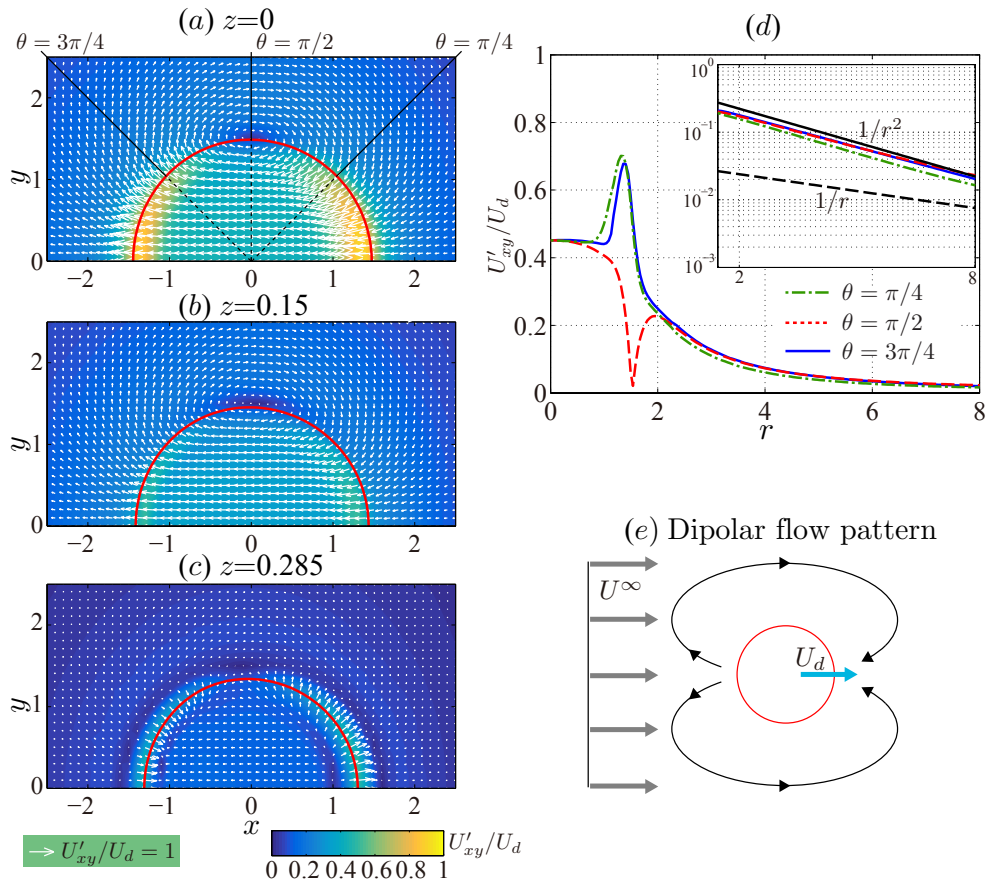 (a) z=0
θ = 3π/4
θ = π/2
θ = π/4
2
1
0
y
−2
−1
0
1
2
(b) z=0.15
2
1
0
y
−2
−1
0
1
2
(c) z=0.285
2
1
0
y
−2
−1
0
1
2
x
U′xy/Ud = 1
U′xy/Ud
0 0.2 0.4 0.6 0.8 1
(d)
1
0.8
0.6
0.4
0.2
0
U′xy/Ud
0 2 4 6 8
r
10^0
10^−1
10^−2
10^−3
2 8
1/r^2
1/r
θ = π/4
θ = π/2
θ = 3π/4
(e) Dipolar flow pattern
U^∞
Ud